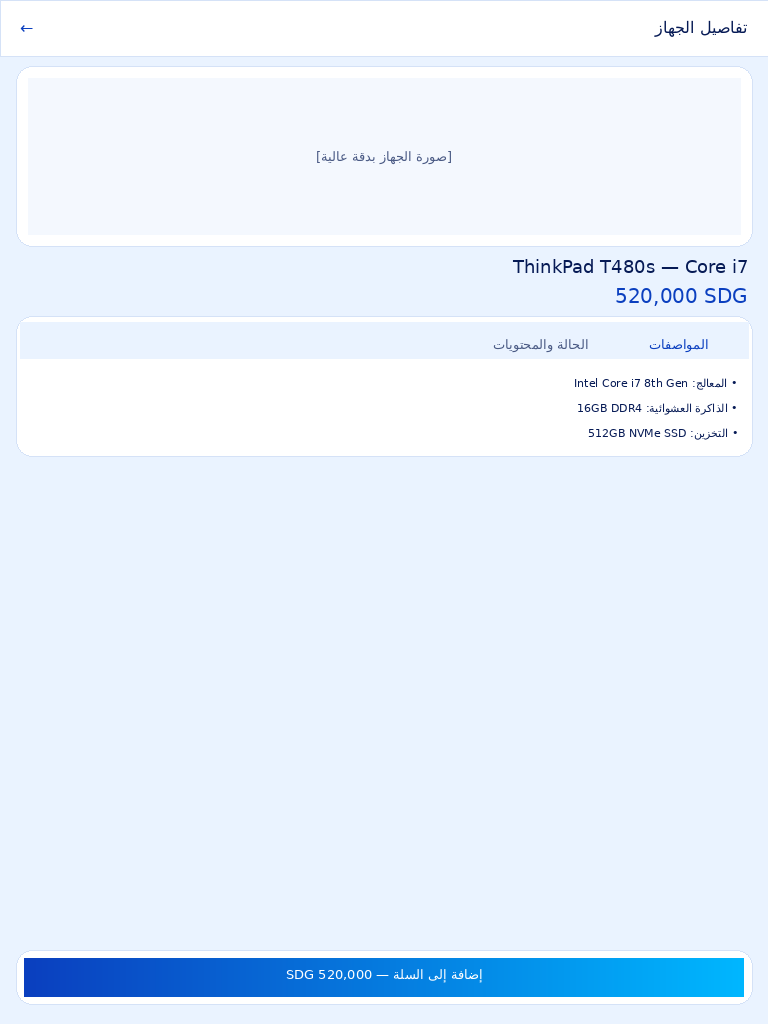 تفاصيل الجهاز
←
[صورة الجهاز بدقة عالية]
ThinkPad T480s — Core i7
520,000 SDG
المواصفات
الحالة والمحتويات
• المعالج: Intel Core i7 8th Gen
• الذاكرة العشوائية: 16GB DDR4
• التخزين: 512GB NVMe SSD
إضافة إلى السلة — 520,000 SDG